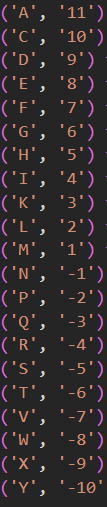 ('A', '11')
('C', '10')
('D', '9')
('E', '8')
('F', '7')
('G', '6')
('H', '5')
('I', '4')
('K', '3')
('L', '2')
('M', '1')
('N', '-1')
('P', '-2')
('Q', '-3')
('R', '-4')
('S', '-5')
('T', '-6')
('V', '-7')
('W', '-8')
('X', '-9')
('Y', '-10'